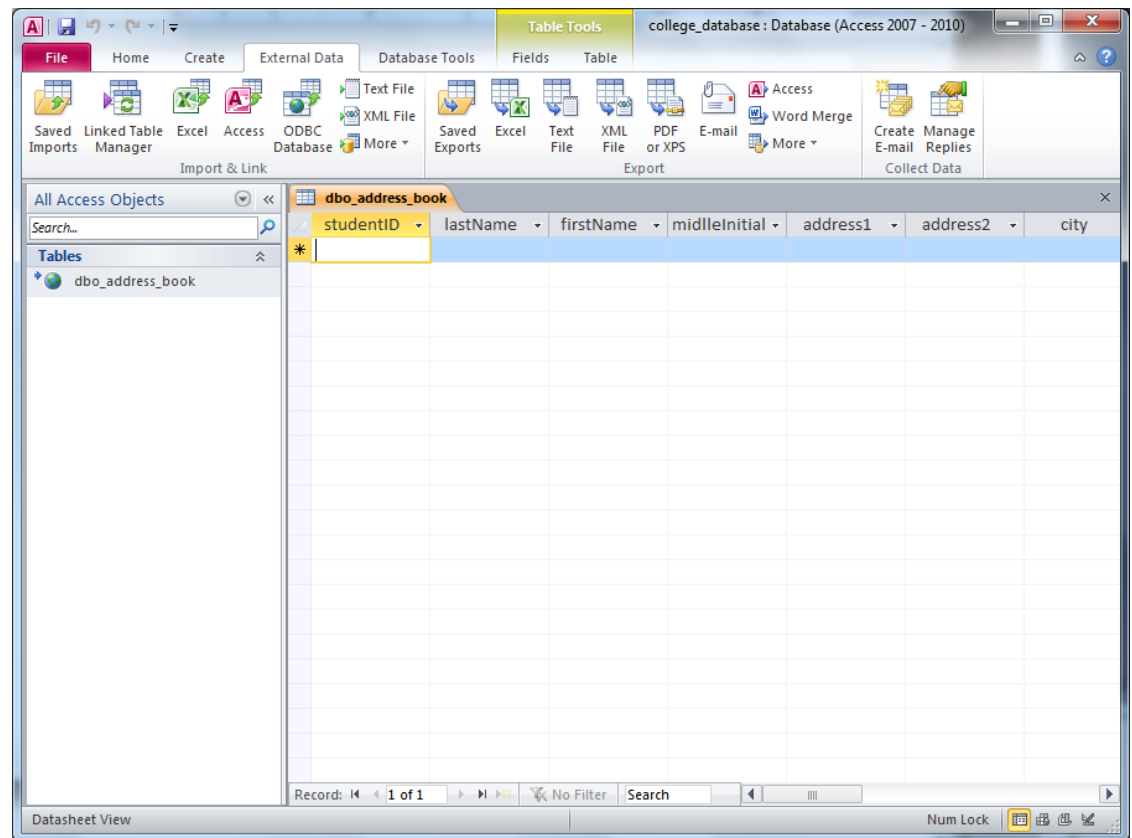 Table Tools college_database : Database (Access 2007 - 2010)
File Home Create External Data Database Tools Fields Table
Saved Imports
Linked Table Manager
Excel
Access
ODBC Database
Text File
XML File
More
Import & Link
Saved Exports
Excel
Text File
XML File
PDF or XPS
E-mail
Access
Word Merge
More
Export
Create E-mail
Manage Replies
Collect Data
All Access Objects
Search...
Tables
dbo_address_book
dbo_address_book
studentID lastName firstName midlleInitial address1 address2 city
Record: 1 of 1 No Filter Search
Datasheet View Num Lock